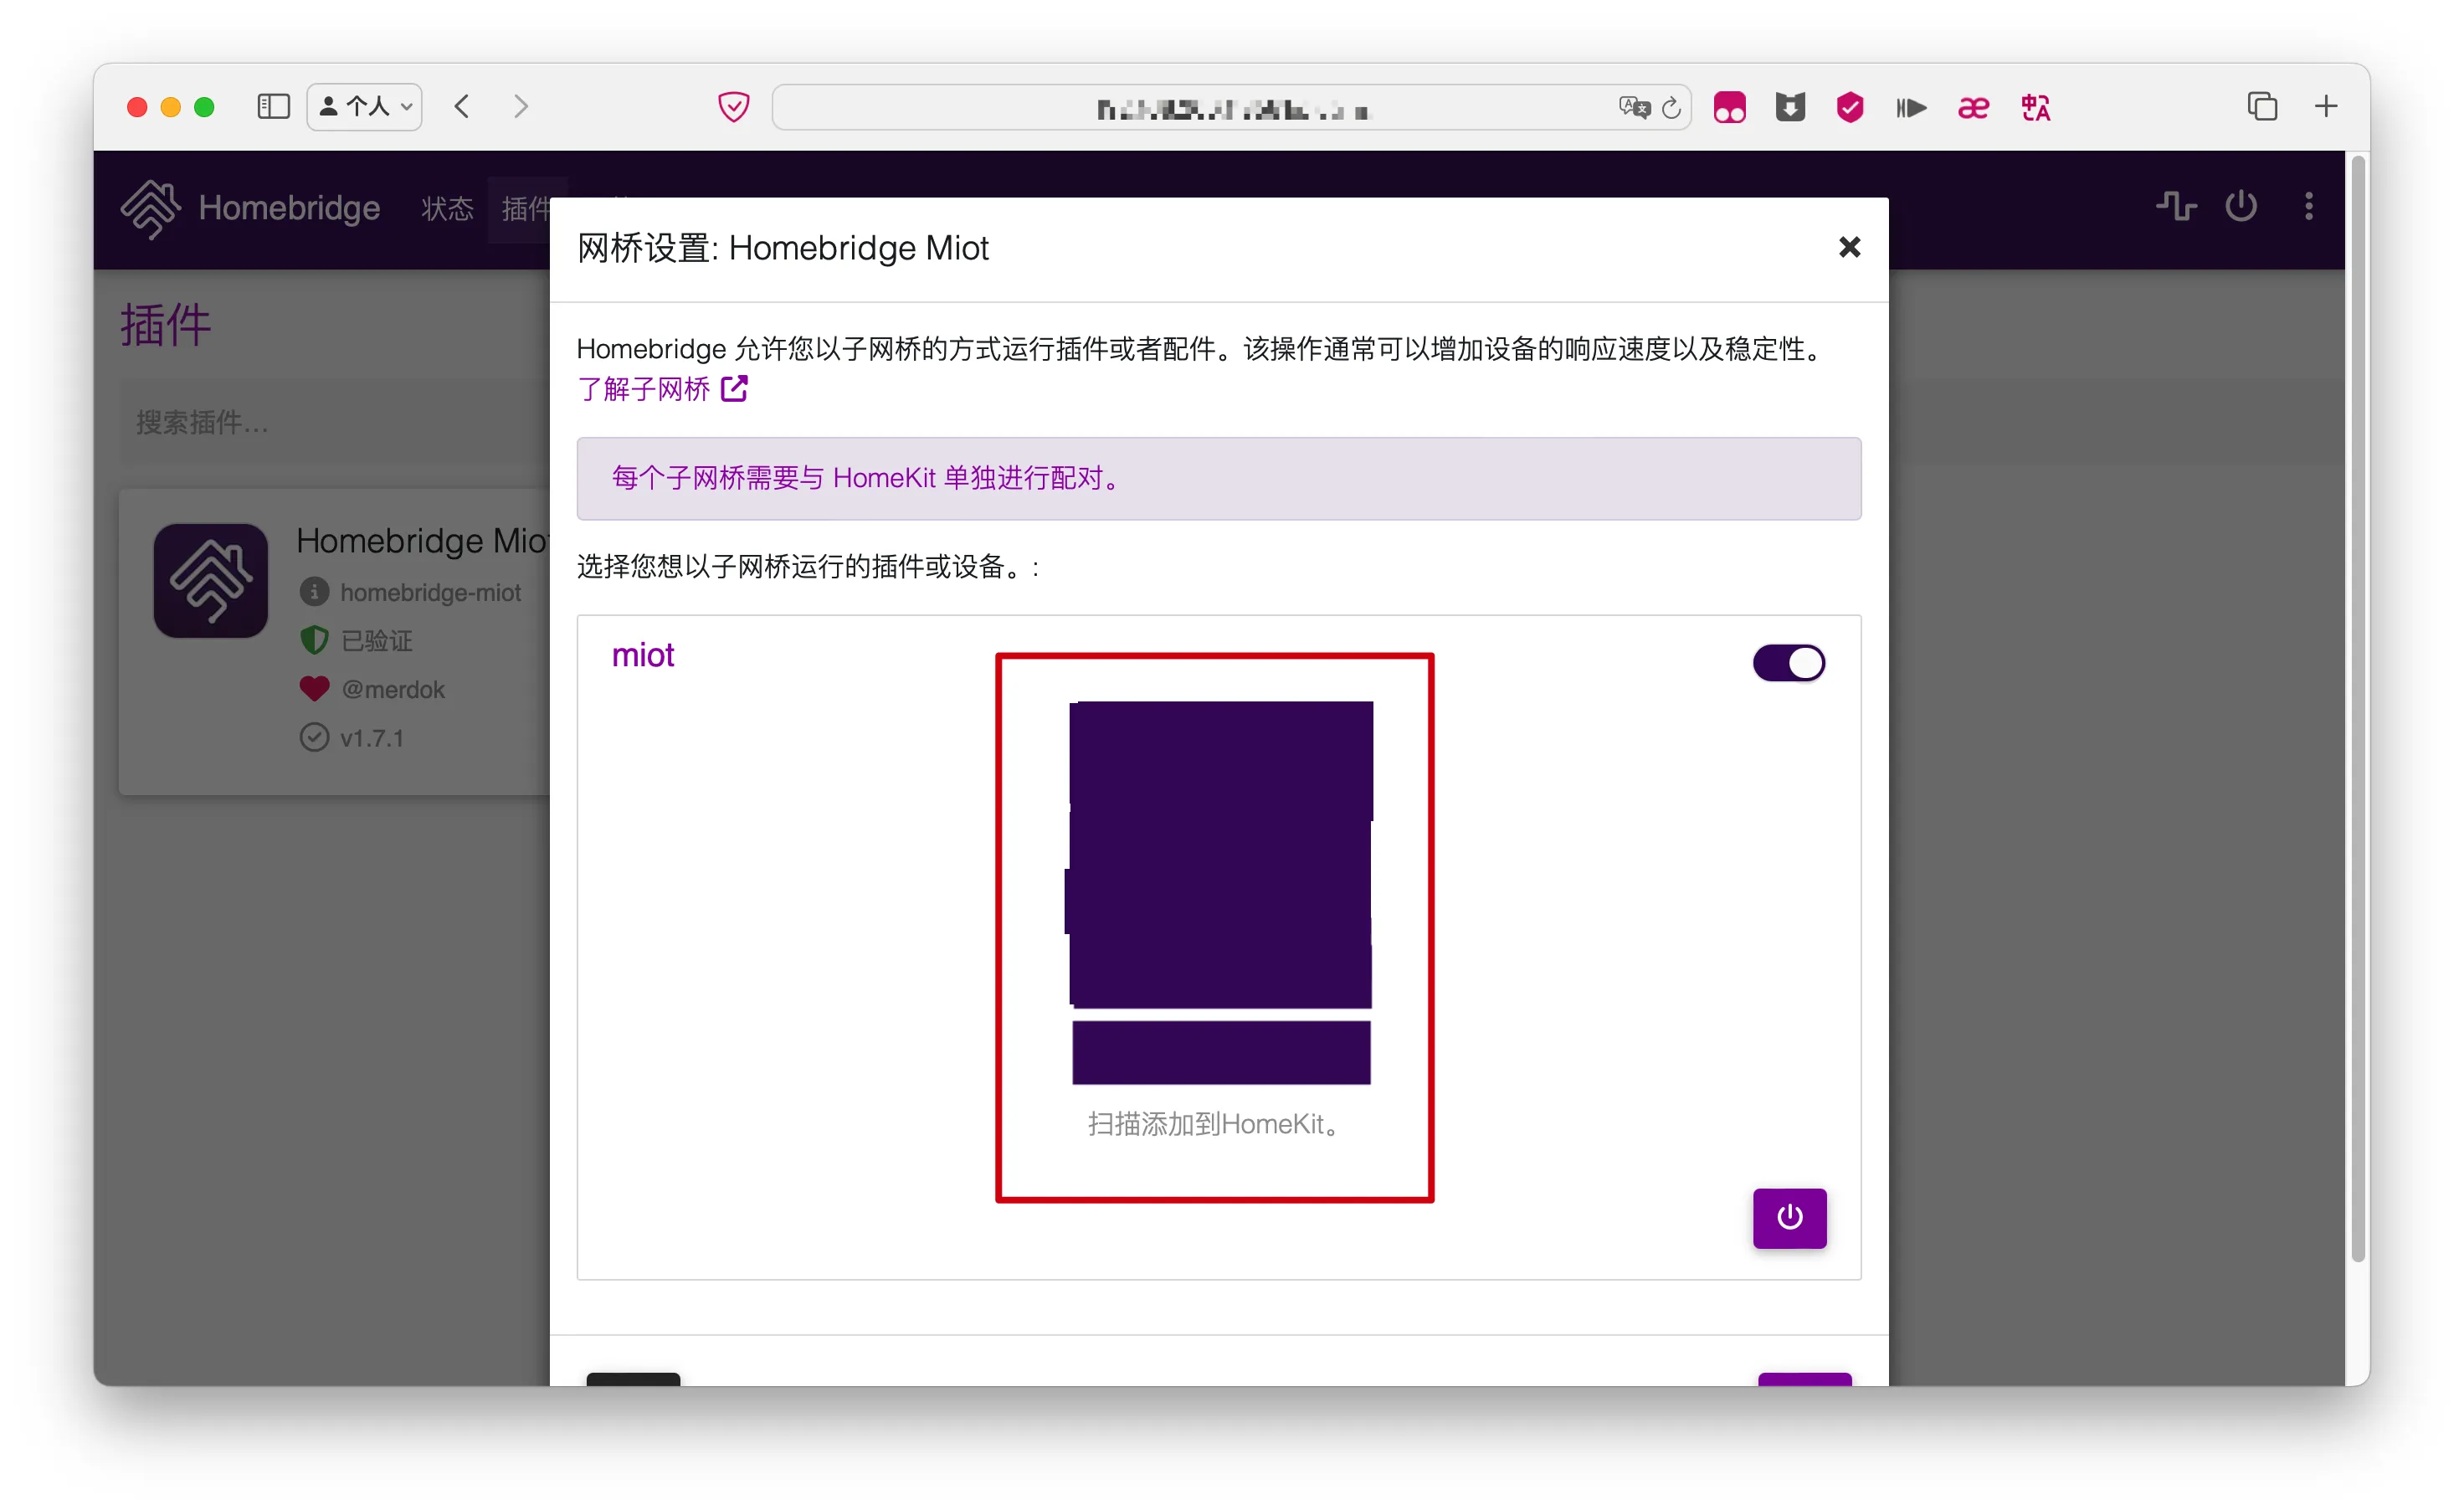 个人
Homebridge 状态 插件
插件
搜索插件...
Homebridge Miot
homebridge-miot
已验证
@merdok
v1.7.1
网桥设置: Homebridge Miot
Homebridge 允许您以子网桥的方式运行插件或者配件。该操作通常可以增加设备的响应速度以及稳定性。
了解子网桥
每个子网桥需要与 HomeKit 单独进行配对。
选择您想以子网桥运行的插件或设备。:
miot
扫描添加到HomeKit。